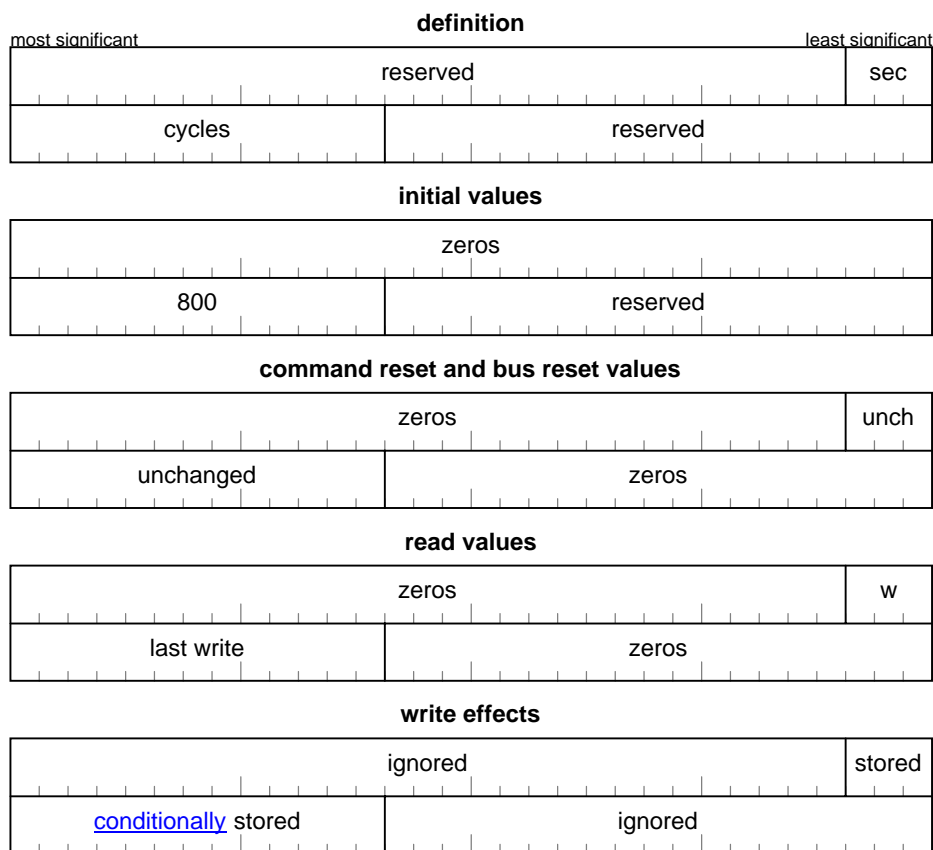 definition
most significant least significant
reserved sec
cycles reserved
initial values
zeros
800 reserved
command reset and bus reset values
zeros unch
unchanged zeros
read values
zeros w
last write zeros
write effects
ignored stored
conditionally stored ignored